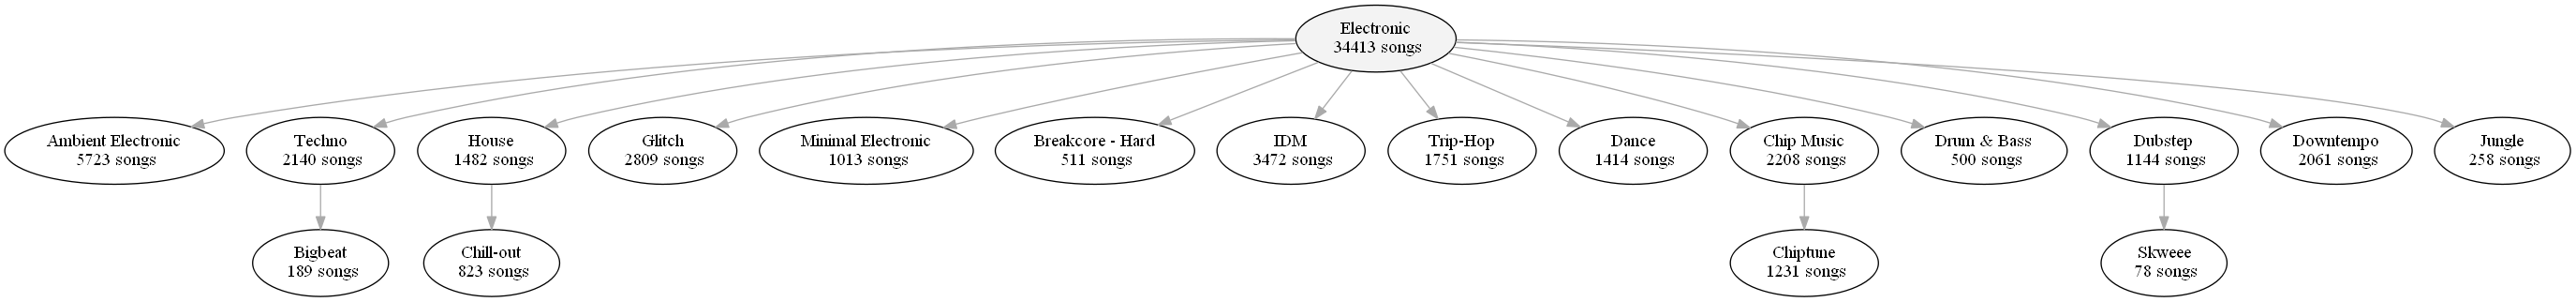 Electronic
34413 songs
Ambient Electronic
5723 songs
Techno
2140 songs
House
1482 songs
Glitch
2809 songs
Minimal Electronic
1013 songs
Breakcore - Hard
511 songs
IDM
3472 songs
Trip-Hop
1751 songs
Dance
1414 songs
Chip Music
2208 songs
Drum & Bass
500 songs
Dubstep
1144 songs
Downtempo
2061 songs
Jungle
258 songs
Bigbeat
189 songs
Chill-out
823 songs
Chiptune
1231 songs
Skweee
78 songs